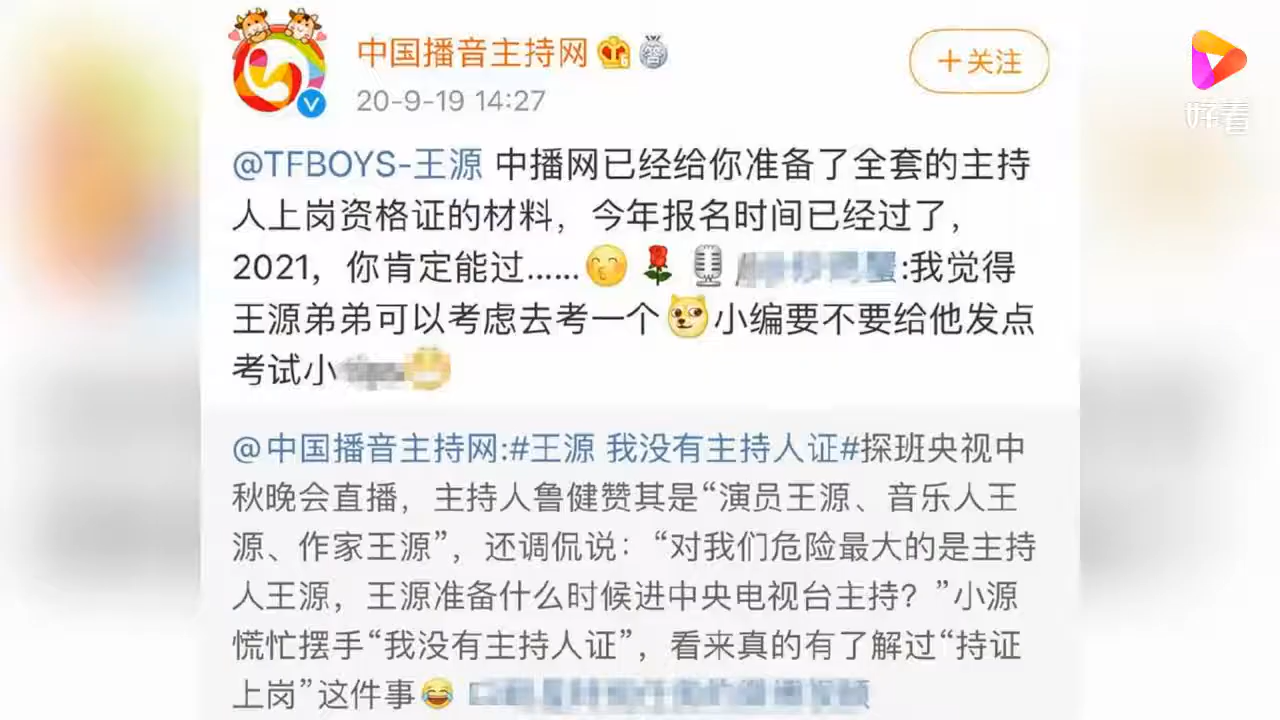 中国播音主持网
20-9-19 14:27
+关注
好看
@TFBOYS-王源 中播网已经给你准备了全套的主持
人上岗资格证的材料，今年报名时间已经过了，
2021，你肯定能过…… :我觉得
王源弟弟可以考虑去考一个 小编要不要给他发点
考试小
@中国播音主持网:#王源 我没有主持人证#探班央视中
秋晚会直播，主持人鲁健赞其是“演员王源、音乐人王
源、作家王源”，还调侃说：“对我们危险最大的是主持
人王源，王源准备什么时候进中央电视台主持？”小源
慌忙摆手“我没有主持人证”，看来真的有了解过“持证
上岗”这件事